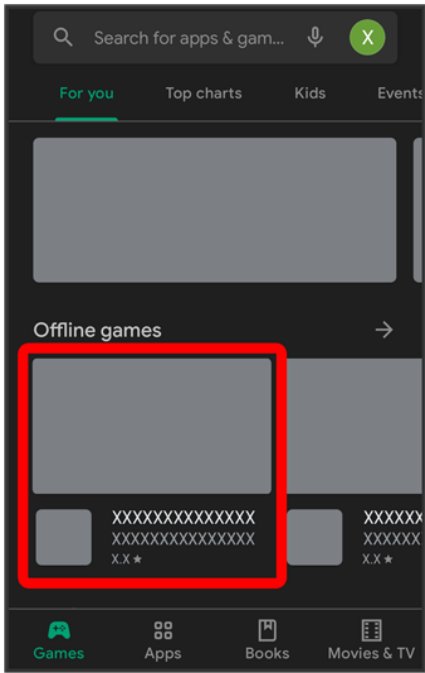 Search for apps & gam...
X
For you
Top charts
Kids
Events
Offline games
XXXXXXXXXXXXXX
XXXXXXXXXXXXXXX
X.X★
XXXXXX
XXXXXX
X.X★
Games
Apps
Books
Movies & TV